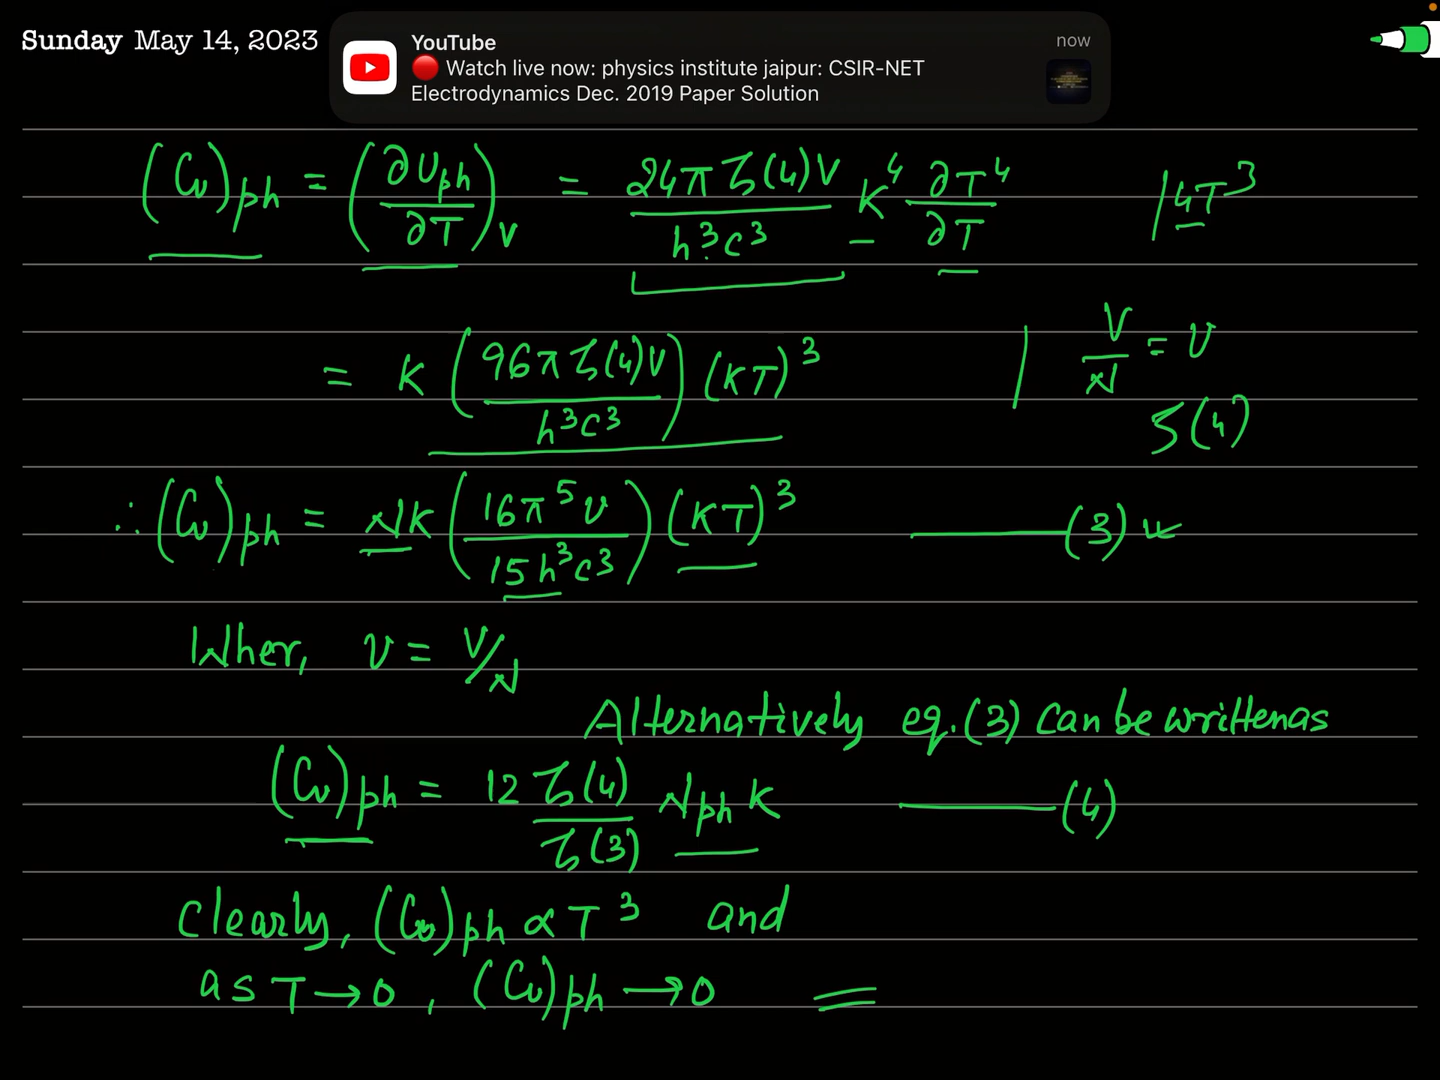 Sunday May 14, 2023
YouTube
now
🔴 Watch live now: physics institute jaipur: CSIR-NET
Electrodynamics Dec. 2019 Paper Solution
(Cv)ph = (∂Uph/∂T)V = 24π ζ(4)V/h³c³ K⁴ ∂T⁴/∂T | 4T³
= K (96π ζ(4)V/h³c³) (KT)³ | V/N = v
ζ(4)
∴ (Cv)ph = NK (16π⁵v/15h³c³) (KT)³ ——— (3)
Wher, v = V/N
Alternatively eq.(3) can be written as
(Cv)ph = 12 ζ(4)/ζ(3) Nph K ——— (4)
Clearly, (Cv)ph ∝ T³ and
as T → 0, (Cv)ph → 0